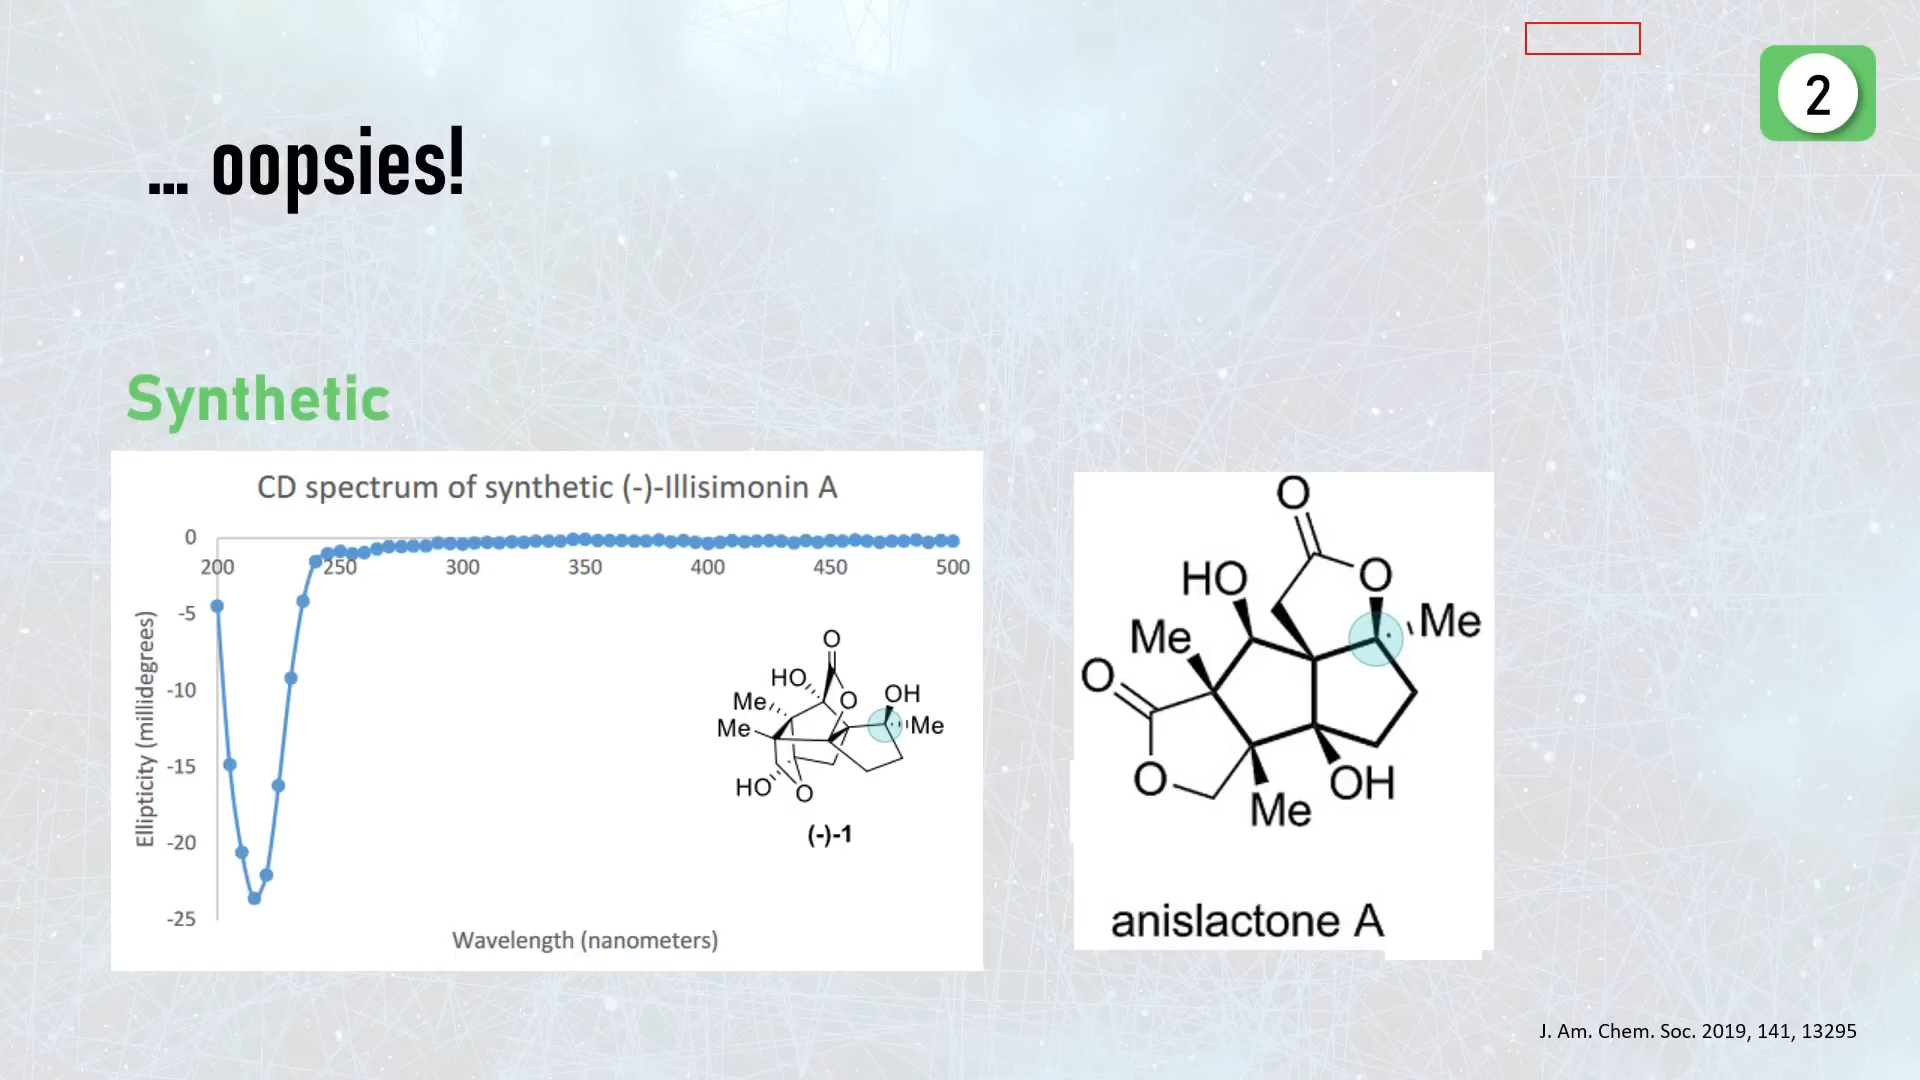 2
... oopsies!
Synthetic
CD spectrum of synthetic (-)-Illisimonin A
0
200 250 300 350 400 450 500
-5
-10
-15
-20
-25
Ellipticity (millidegrees)
Wavelength (nanometers)
O
HO
O
OH
Me
Me
Me
HO
O
(-)-1
O
HO
O
Me
Me
O
O
OH
Me
anislactone A
J. Am. Chem. Soc. 2019, 141, 13295